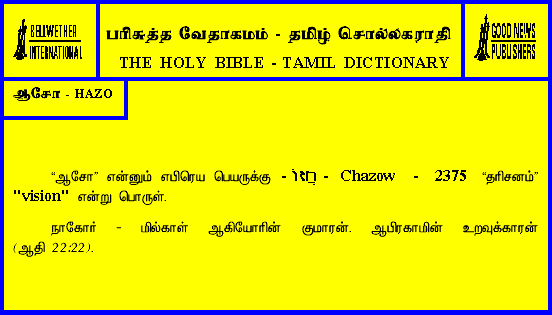 BELLWETHER
INTERNATIONAL
பரிசுத்த வேதாகமம் - தமிழ் சொல்லகராதி
THE HOLY BIBLE - TAMIL DICTIONARY
GOOD NEWS
PUBLISHERS
ஆசோ - HAZO
“ஆசோ” என்னும் எபிரெய பெயருக்கு - חֲזוֹ - Chazow - 2375 “தரிசனம்”
"vision" என்று பொருள்.
நாகோர் - மில்காள் ஆகியோரின் குமாரன். ஆபிரகாமின் உறவுக்காரன்
(ஆதி 22:22).